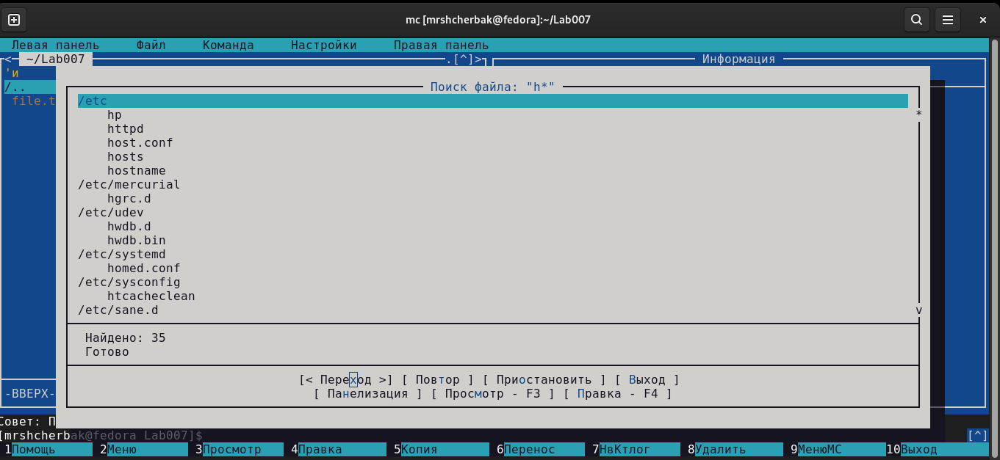 mc [mrshcherbak@fedora]:~/Lab007
Левая панель Файл Команда Настройки Правая панель
<─ ~/Lab007 .[^]>┐ Информация
'и
/..
file.t
Поиск файла: "h*"
/etc
hp *
httpd
host.conf
hosts
hostname
/etc/mercurial
hgrc.d
/etc/udev
hwdb.d
hwdb.bin
/etc/systemd
homed.conf
/etc/sysconfig
htcacheclean
/etc/sane.d v
Найдено: 35
Готово
[< Переход >] [ Повтор ] [ Приостановить ] [ Выход ]
[ Панелизация ] [ Просмотр - F3 ] [ Правка - F4 ]
-ВВЕРХ-
Совет: П
[mrshcherbak@fedora Lab007]$ [^]
1Помощь 2Меню 3Просмотр 4Правка 5Копия 6Перенос 7НвКтлог 8Удалить 9МенюМС 10Выход